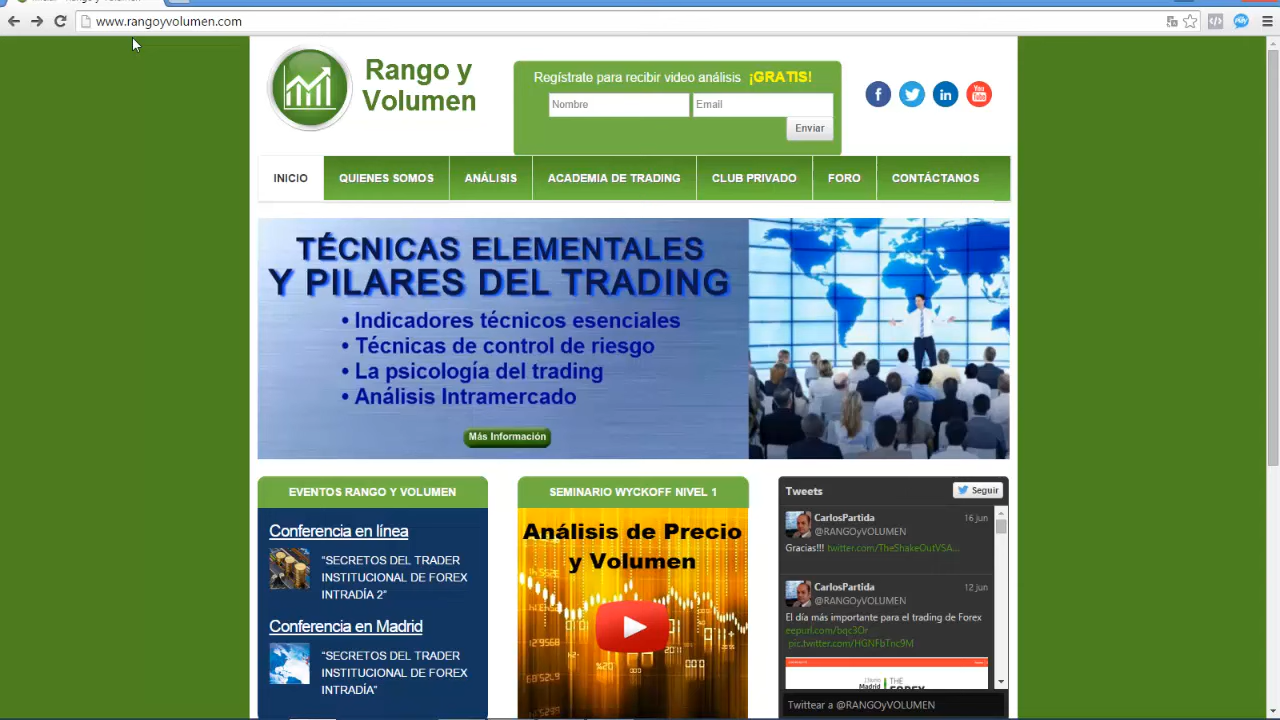 www.rangoyvolumen.com
Rango y
Volumen
Regístrate para recibir video análisis ¡GRATIS!
Nombre
Email
Enviar
You
Tube
INICIO
QUIENES SOMOS
ANÁLISIS
ACADEMIA DE TRADING
CLUB PRIVADO
FORO
CONTÁCTANOS
TÉCNICAS ELEMENTALES
Y PILARES DEL TRADING
• Indicadores técnicos esenciales
• Técnicas de control de riesgo
• La psicología del trading
• Análisis Intramercado
Más Información
EVENTOS RANGO Y VOLUMEN
Conferencia en línea
“SECRETOS DEL TRADER
INSTITUCIONAL DE FOREX
INTRADÍA 2”
Conferencia en Madrid
“SECRETOS DEL TRADER
INSTITUCIONAL DE FOREX
INTRADÍA”
SEMINARIO WYCKOFF NIVEL 1
Análisis de Precio
y Volumen
Tweets
Seguir
CarlosPartida
16 jun
@RANGOyVOLUMEN
Gracias!!! twitter.com/TheShakeOutVSA...
CarlosPartida
12 jun
@RANGOyVOLUMEN
El día más importante para el trading de Forex
eepurl.com/bqc3Or
pic.twitter.com/HGNFbTnc9M
Madrid
THE
Twittear a @RANGOyVOLUMEN